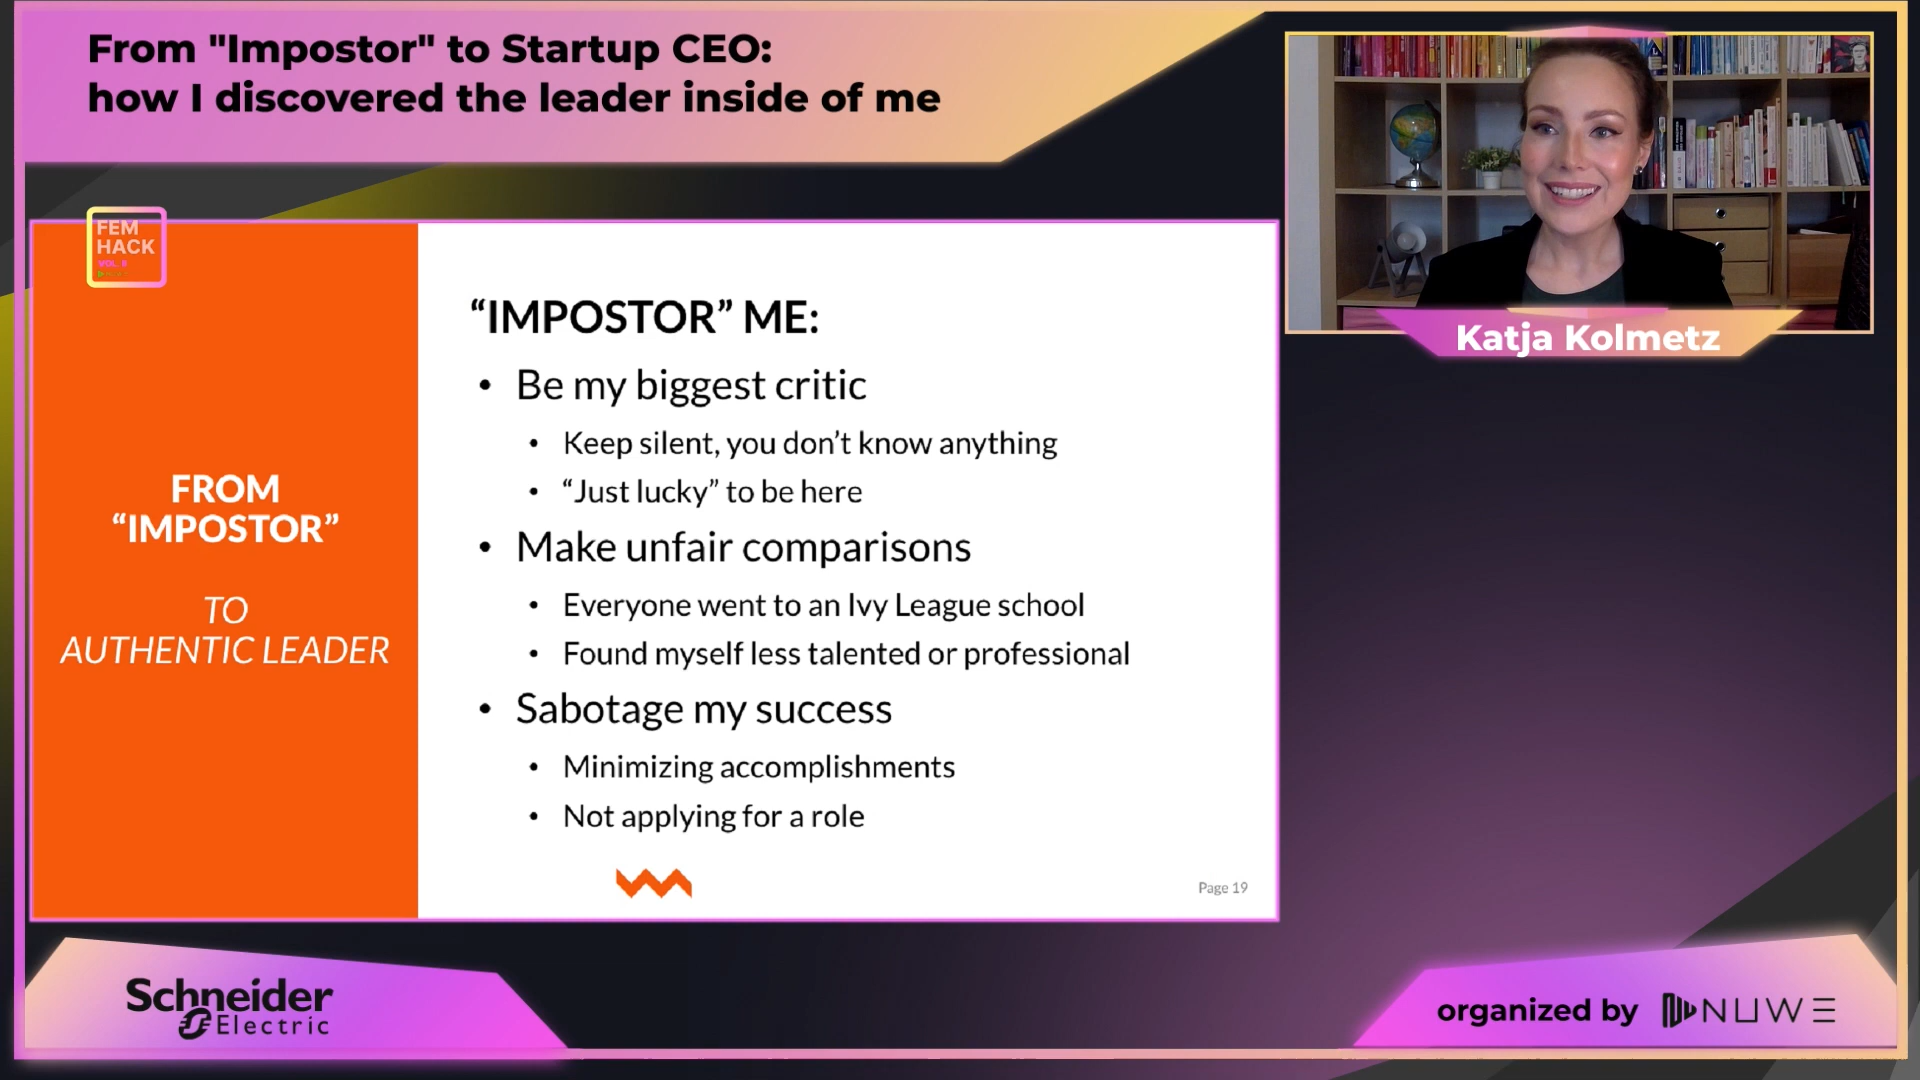 From "Impostor" to Startup CEO:
how I discovered the leader inside of me
Katja Kolmetz
FEM
HACK
VOL. II
FROM
“IMPOSTOR”
TO
AUTHENTIC LEADER
“IMPOSTOR” ME:
• Be my biggest critic
• Keep silent, you don’t know anything
• “Just lucky” to be here
• Make unfair comparisons
• Everyone went to an Ivy League school
• Found myself less talented or professional
• Sabotage my success
• Minimizing accomplishments
• Not applying for a role
Page 19
Schneider
Electric
organized by NUWE